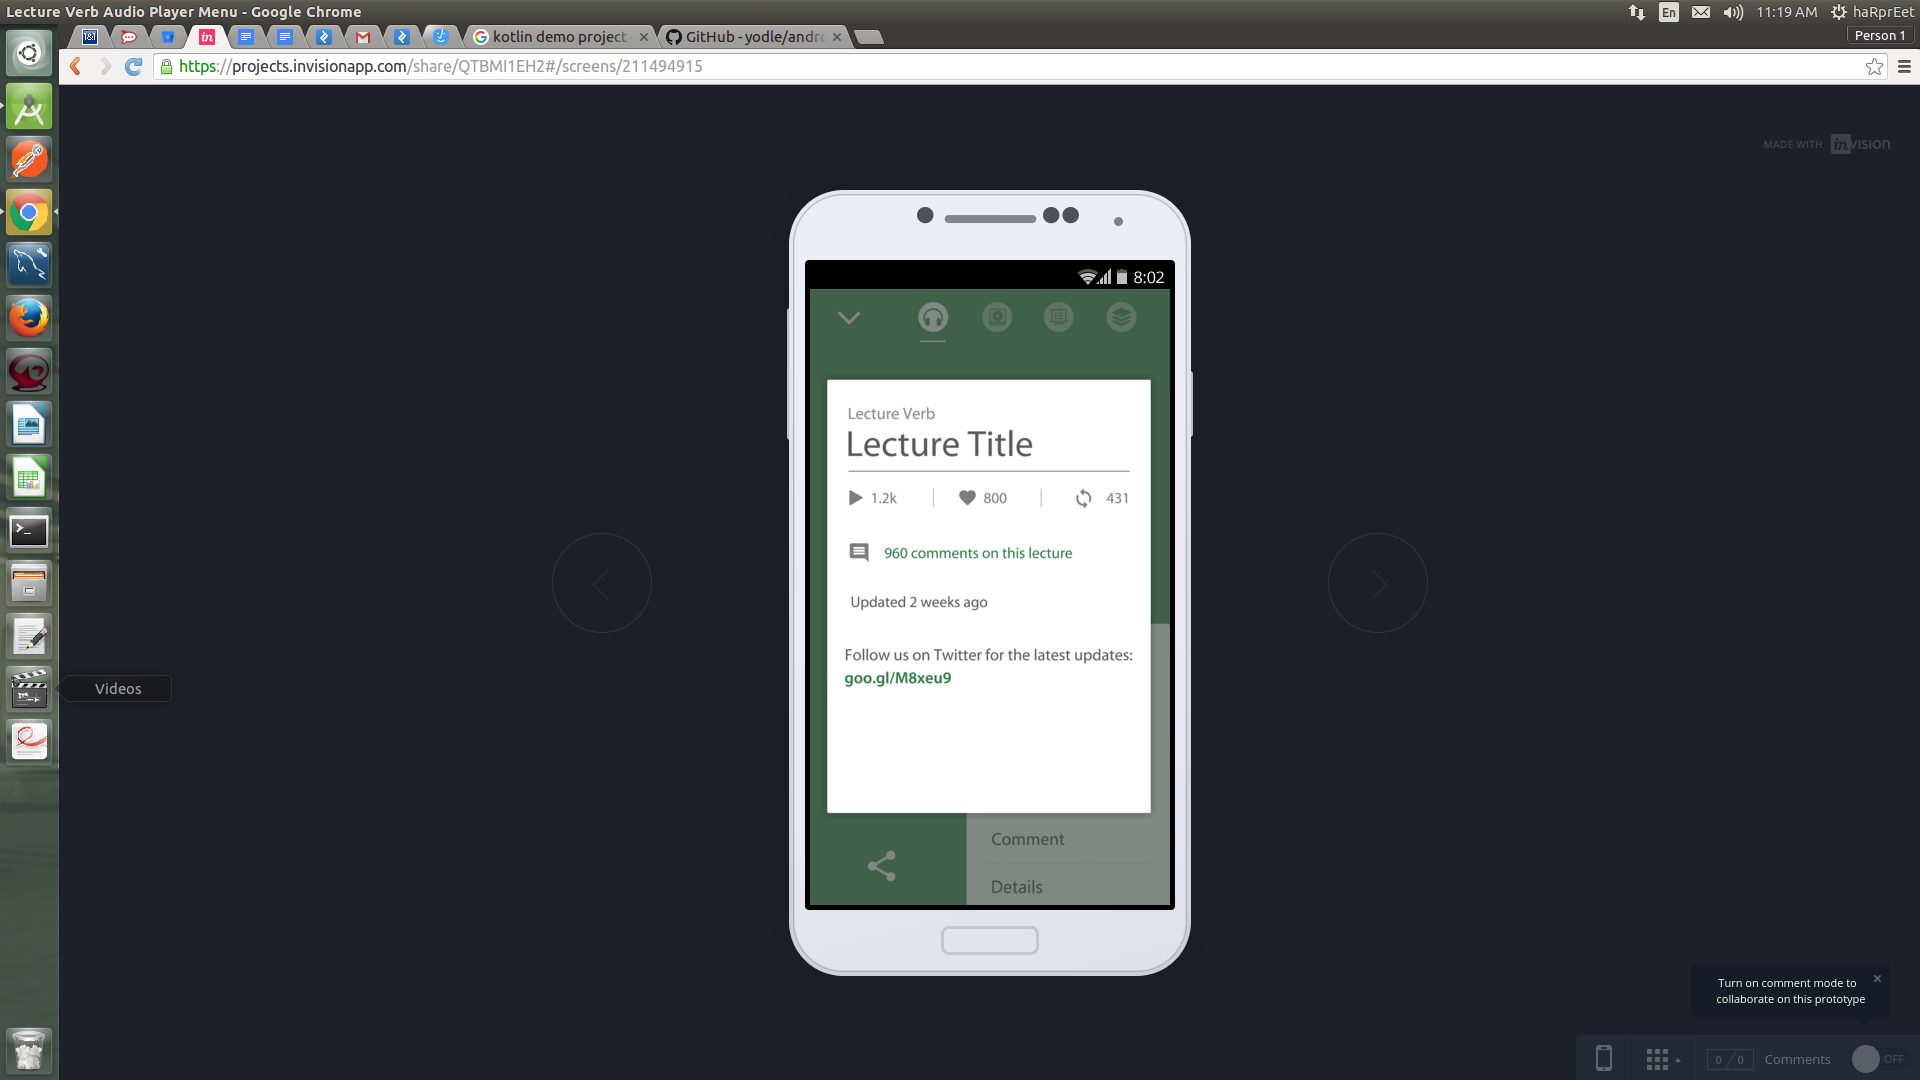 Lecture Verb Audio Player Menu - Google Chrome
En
11:19 AM
haRprEet
1&1
in
kotlin demo project
GitHub - yodle/andro
Person 1
https://projects.invisionapp.com/share/QTBMI1EH2#/screens/211494915
MADE WITH invision
8:02
Lecture Verb
Lecture Title
1.2k
800
431
960 comments on this lecture
Updated 2 weeks ago
Follow us on Twitter for the latest updates:
goo.gl/M8xeu9
Videos
Comment
Details
Turn on comment mode to
collaborate on this prototype
0 / 0
Comments
OFF